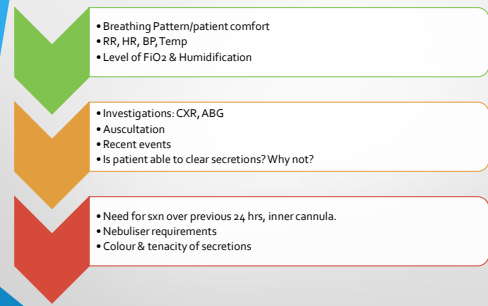 • Breathing Pattern/patient comfort
• RR, HR, BP, Temp
• Level of FiO2 & Humidification
• Investigations: CXR, ABG
• Auscultation
• Recent events
• Is patient able to clear secretions? Why not?
• Need for sxn over previous 24 hrs, inner cannula.
• Nebuliser requirements
• Colour & tenacity of secretions